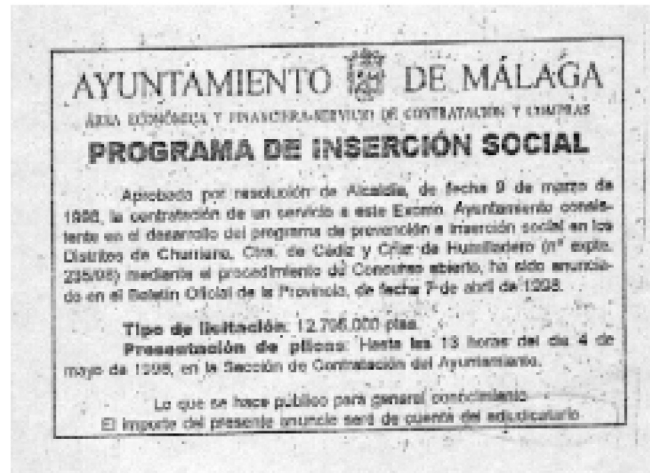 AYUNTAMIENTO DE MÁLAGA
ÁREA ECONÓMICA Y FINANCIERA-SERVICIO DE CONTRATACIÓN Y COMPRAS
PROGRAMA DE INSERCIÓN SOCIAL
Aprobada por resolución de Alcaldía, de fecha 9 de marzo de
1998, la contratación de un servicio a este Excmo. Ayuntamiento consis-
tente en el desarrollo del programa de prevención e inserción social en los
Distritos de Churriana, Ctra. de Cádiz y Cruz de Humilladero (nº expte.
235/98) mediante el procedimiento de Concurso abierto, ha sido anuncia-
do en el Boletín Oficial de la Provincia, de fecha 7 de abril de 1998.
Tipo de licitación: 12.795.000 ptas.
Presentación de plicas: Hasta las 13 horas del día 4 de
mayo de 1998, en la Sección de Contratación del Ayuntamiento.
Lo que se hace público para general conocimiento
El importe del presente anuncio será de cuenta del adjudicatario